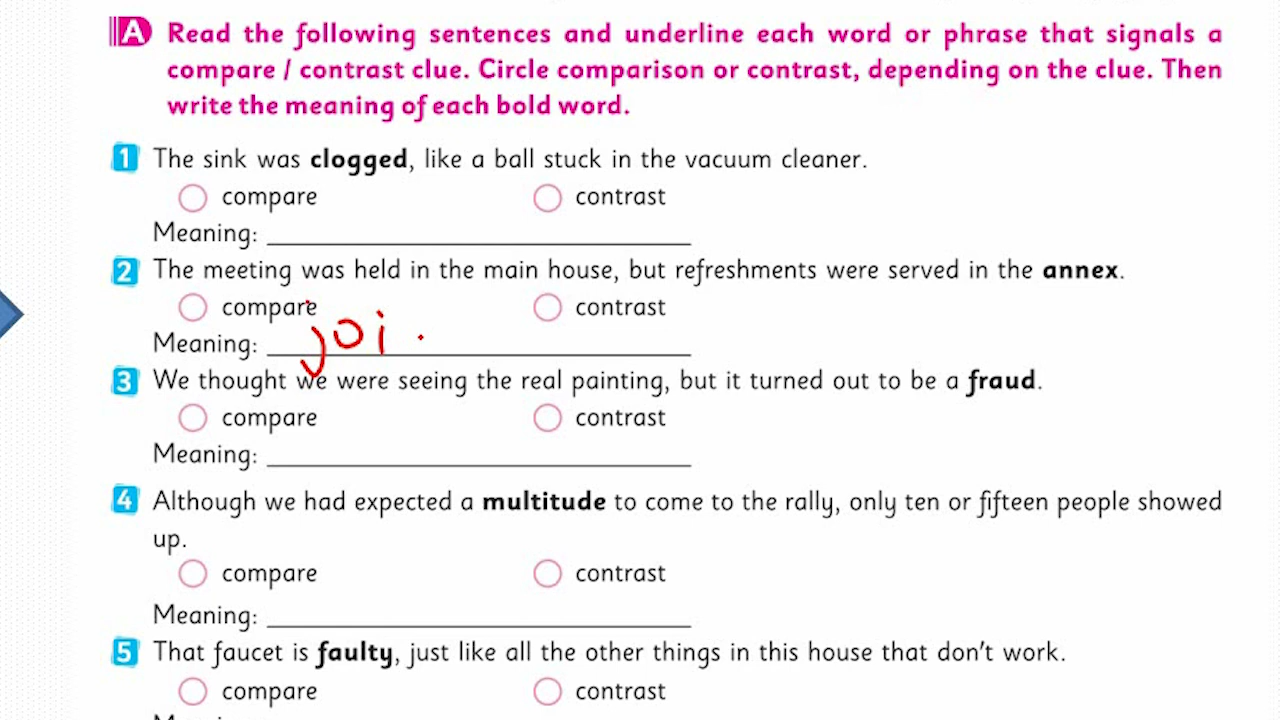 A Read the following sentences and underline each word or phrase that signals a
compare / contrast clue. Circle comparison or contrast, depending on the clue. Then
write the meaning of each bold word.
1 The sink was clogged, like a ball stuck in the vacuum cleaner.
compare contrast
Meaning: ____________
2 The meeting was held in the main house, but refreshments were served in the annex.
compare contrast
Meaning: joi ____________
3 We thought we were seeing the real painting, but it turned out to be a fraud.
compare contrast
Meaning: ____________
4 Although we had expected a multitude to come to the rally, only ten or fifteen people showed
up.
compare contrast
Meaning: ____________
5 That faucet is faulty, just like all the other things in this house that don't work.
compare contrast